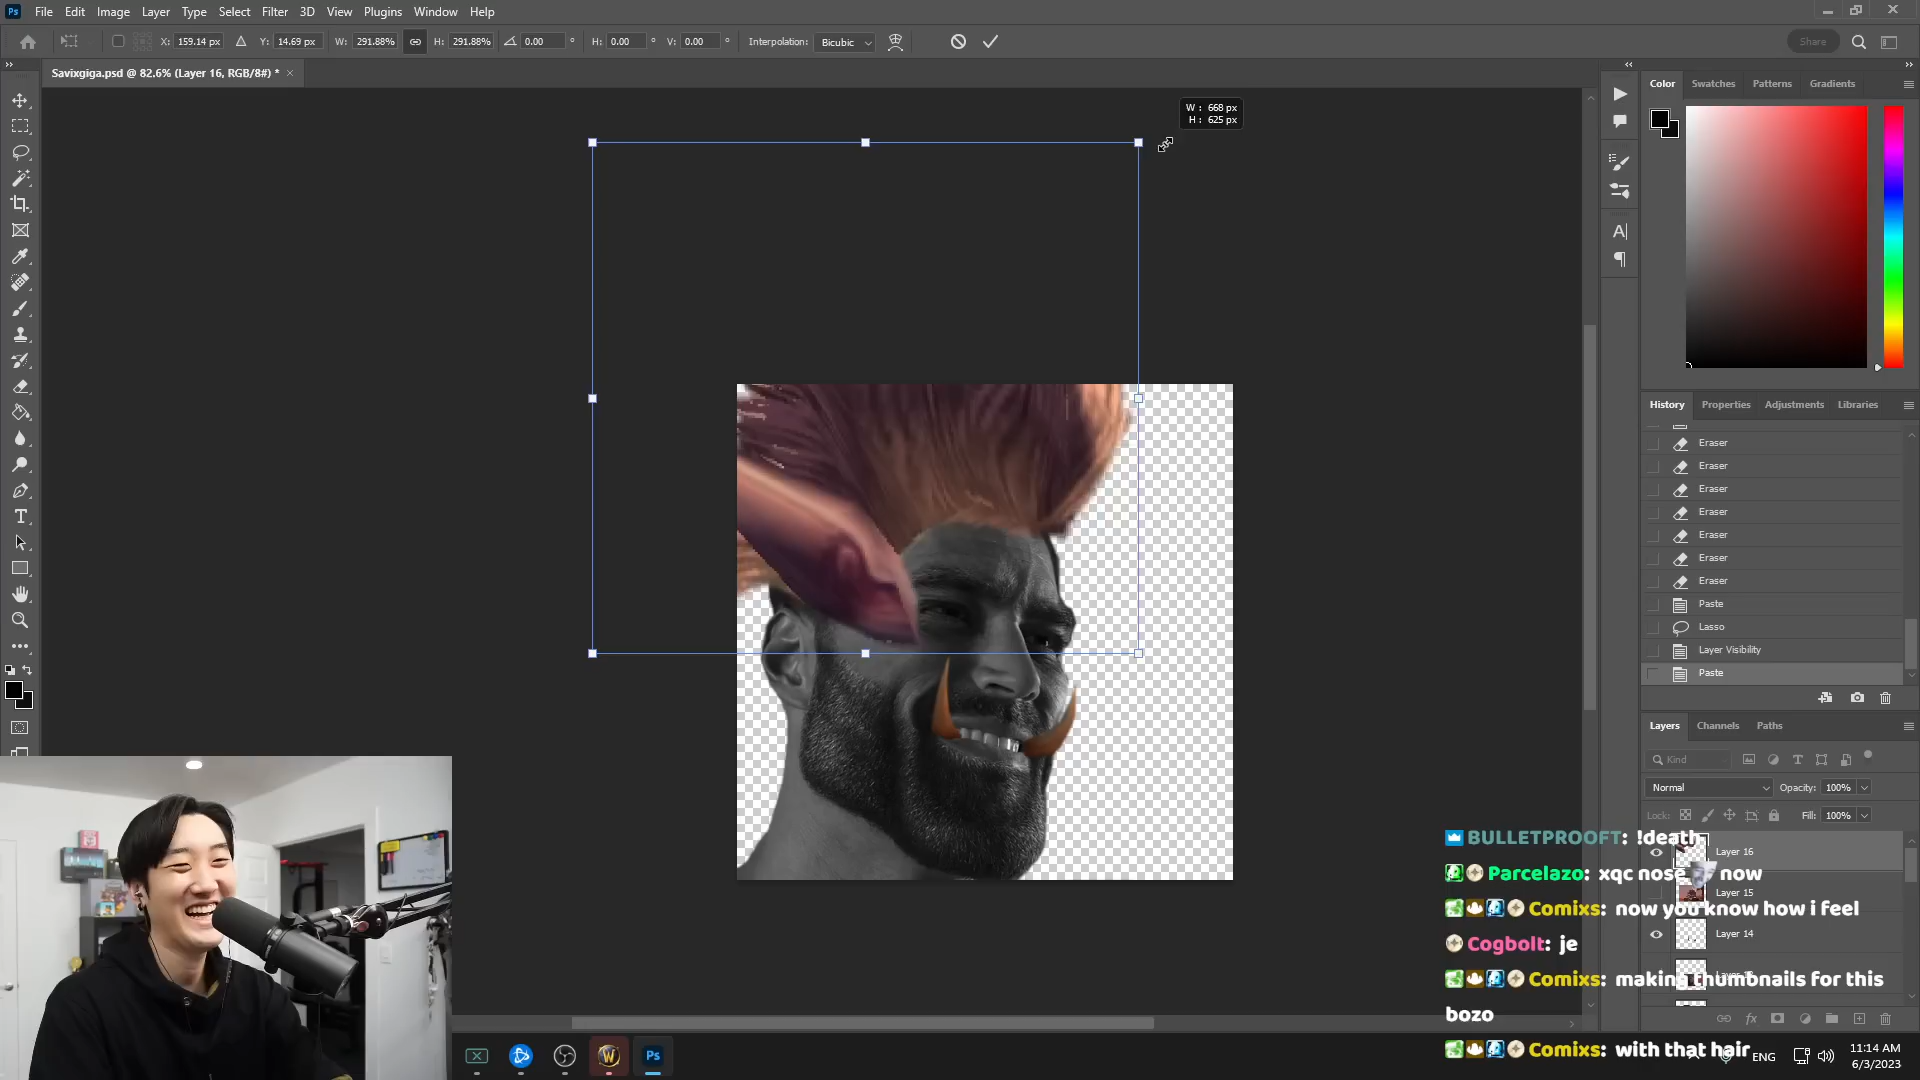 Ps File Edit Image Layer Type Select Filter 3D View Plugins Window Help
X: 159.14 px Y: 14.69 px W: 291.88% H: 291.88% 0.00 ° H: 0.00 ° V: 0.00 ° Interpolation: Bicubic Share
Savixgiga.psd @ 82.6% (Layer 16, RGB/8#) * ×
W : 668 px
H : 625 px
Color Swatches Patterns Gradients
History Properties Adjustments Libraries
Eraser
Eraser
Eraser
Eraser
Eraser
Eraser
Eraser
Paste
Lasso
Layer Visibility
Paste
Layers Channels Paths
Kind
Normal Opacity: 100%
Lock: Fill: 100%
Layer 16
Layer 15
Layer 14
BULLETPROOFT: !death
Parcelazo: xqc nose now
Comixs: now you know how i feel
Cogbolt: je
Comixs: making thumbnails for this
bozo
Comixs: with that hair
Ps
ENG
11:14 AM
6/3/2023